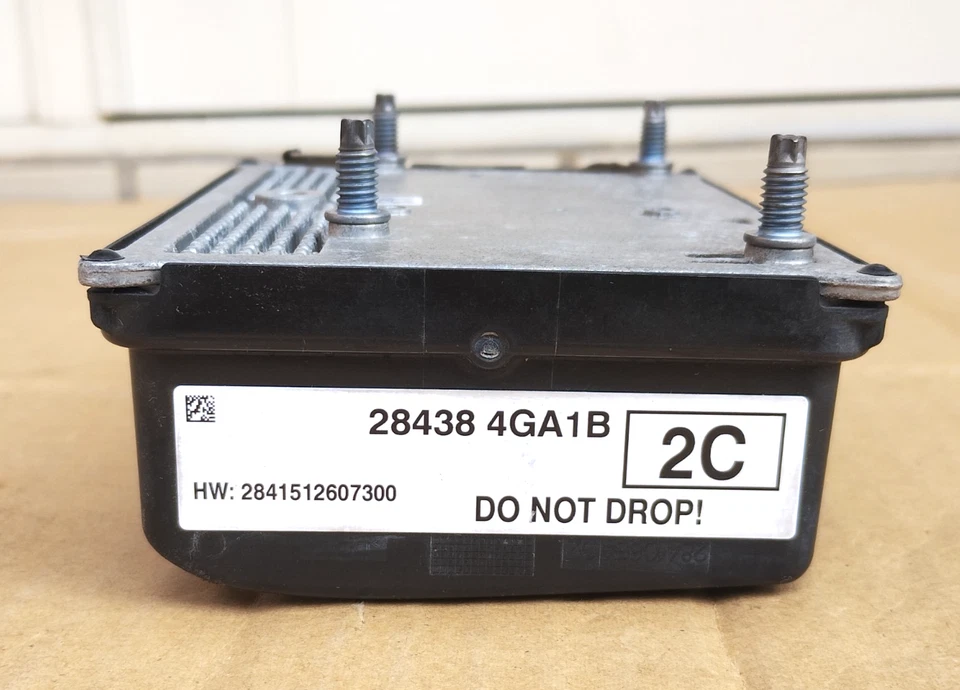 28438 4GA1B
2C
HW: 2841512607300
DO NOT DROP!